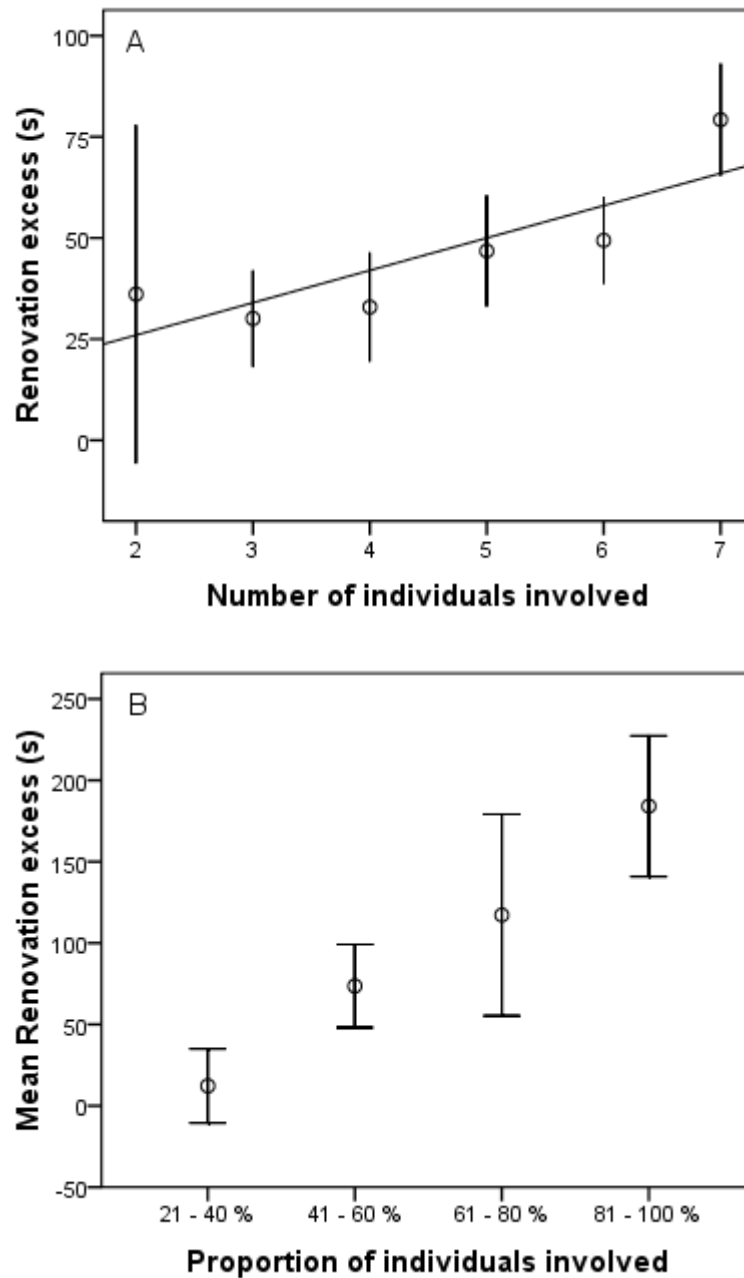 A
Renovation excess (s)
100
75
50
25
0
2 3 4 5 6 7
Number of individuals involved
B
Mean Renovation excess (s)
250
200
150
100
50
0
-50
21 - 40 % 41 - 60 % 61 - 80 % 81 - 100 %
Proportion of individuals involved